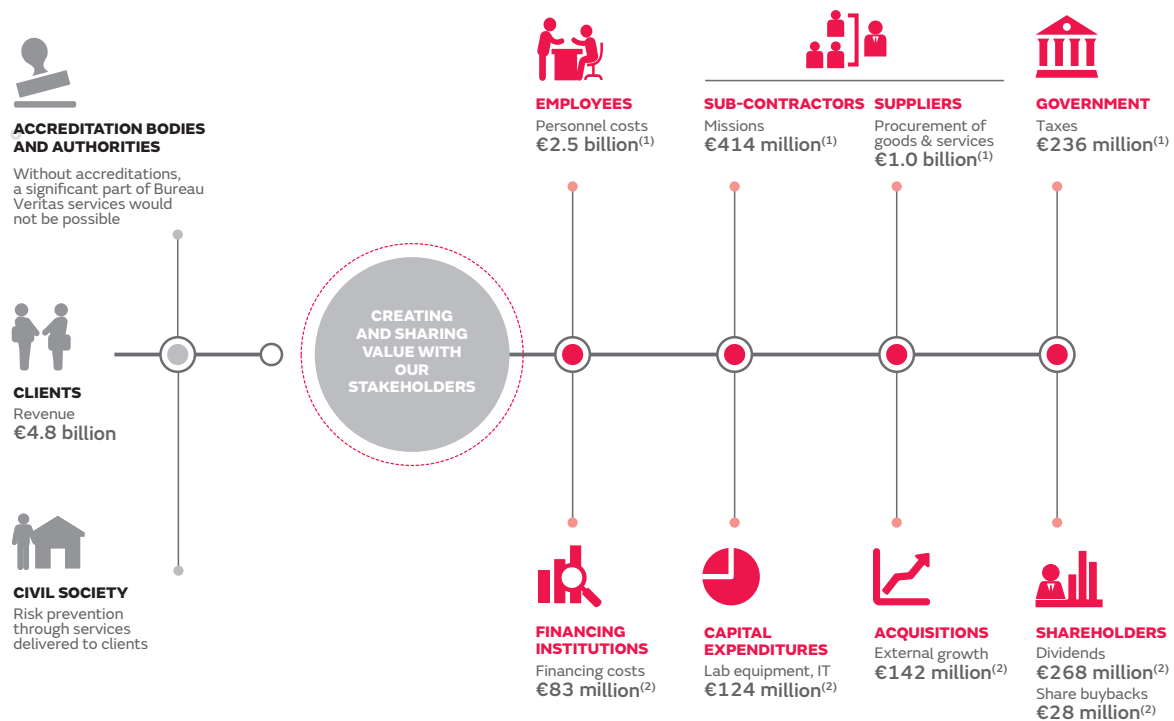 ACCREDITATION BODIES
AND AUTHORITIES
Without accreditations,
a significant part of Bureau
Veritas services would
not be possible
CLIENTS
Revenue
€4.8 billion
CIVIL SOCIETY
Risk prevention
through services
delivered to clients
CREATING
AND SHARING
VALUE WITH
OUR
STAKEHOLDERS
EMPLOYEES
Personnel costs
€2.5 billion(1)
SUB-CONTRACTORS
Missions
€414 million(1)
SUPPLIERS
Procurement of
goods & services
€1.0 billion(1)
GOVERNMENT
Taxes
€236 million(1)
FINANCING
INSTITUTIONS
Financing costs
€83 million(2)
CAPITAL
EXPENDITURES
Lab equipment, IT
€124 million(2)
ACQUISITIONS
External growth
€142 million(2)
SHAREHOLDERS
Dividends
€268 million(2)
Share buybacks
€28 million(2)